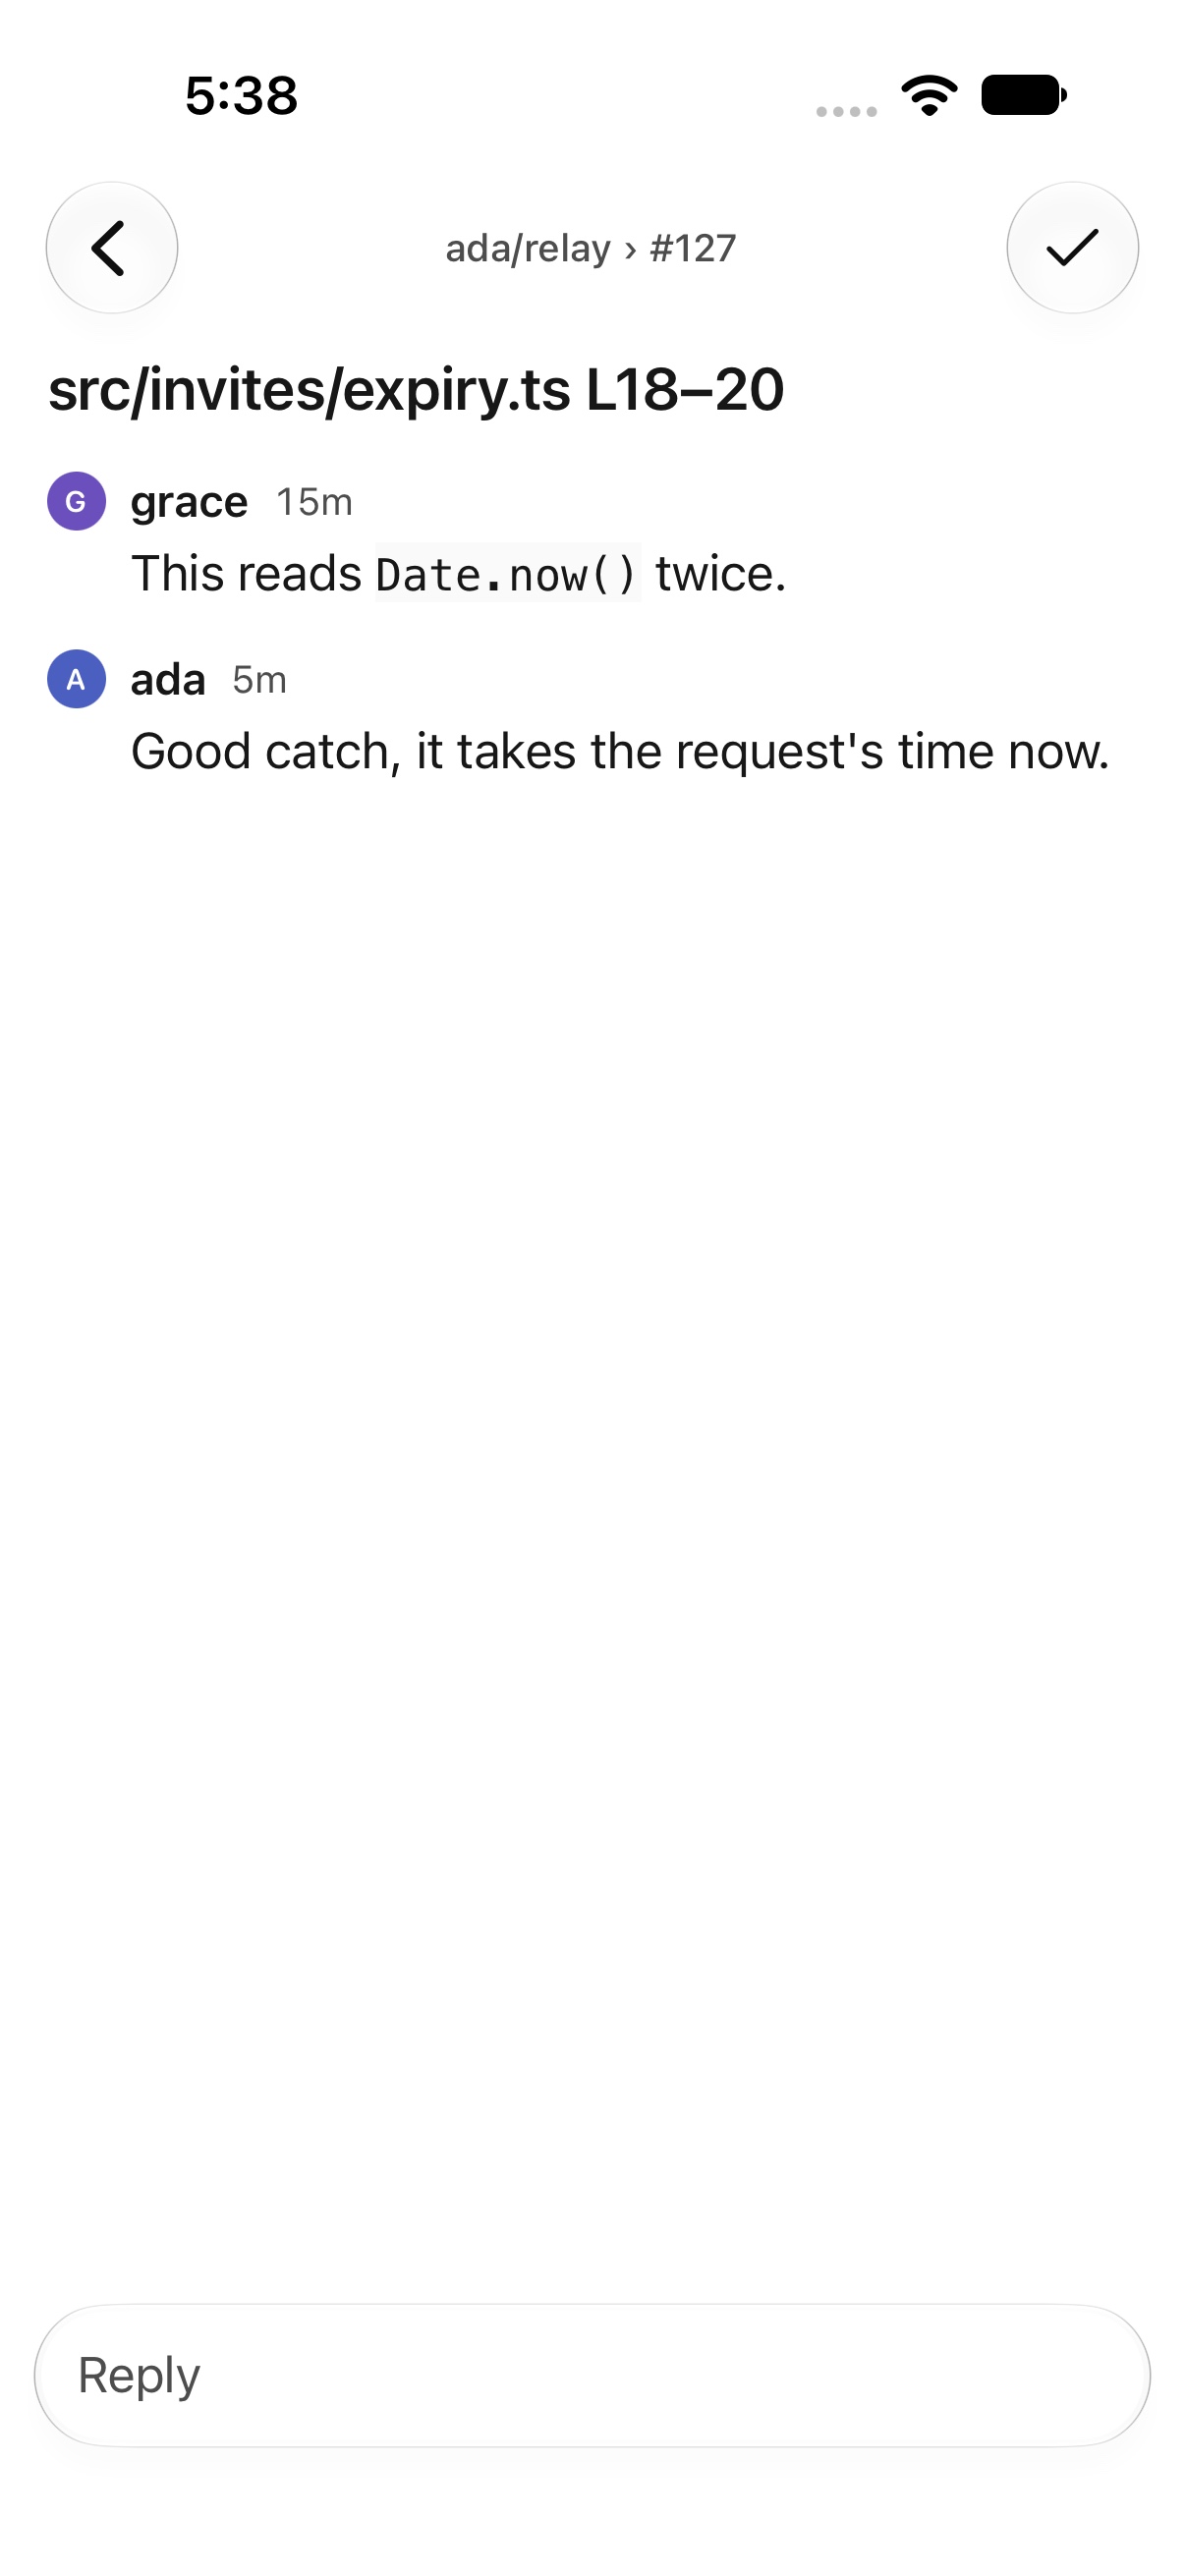 5:38
ada/relay › #127
src/invites/expiry.ts L18–20
G grace 15m
This reads Date.now() twice.
A ada 5m
Good catch, it takes the request's time now.
Reply